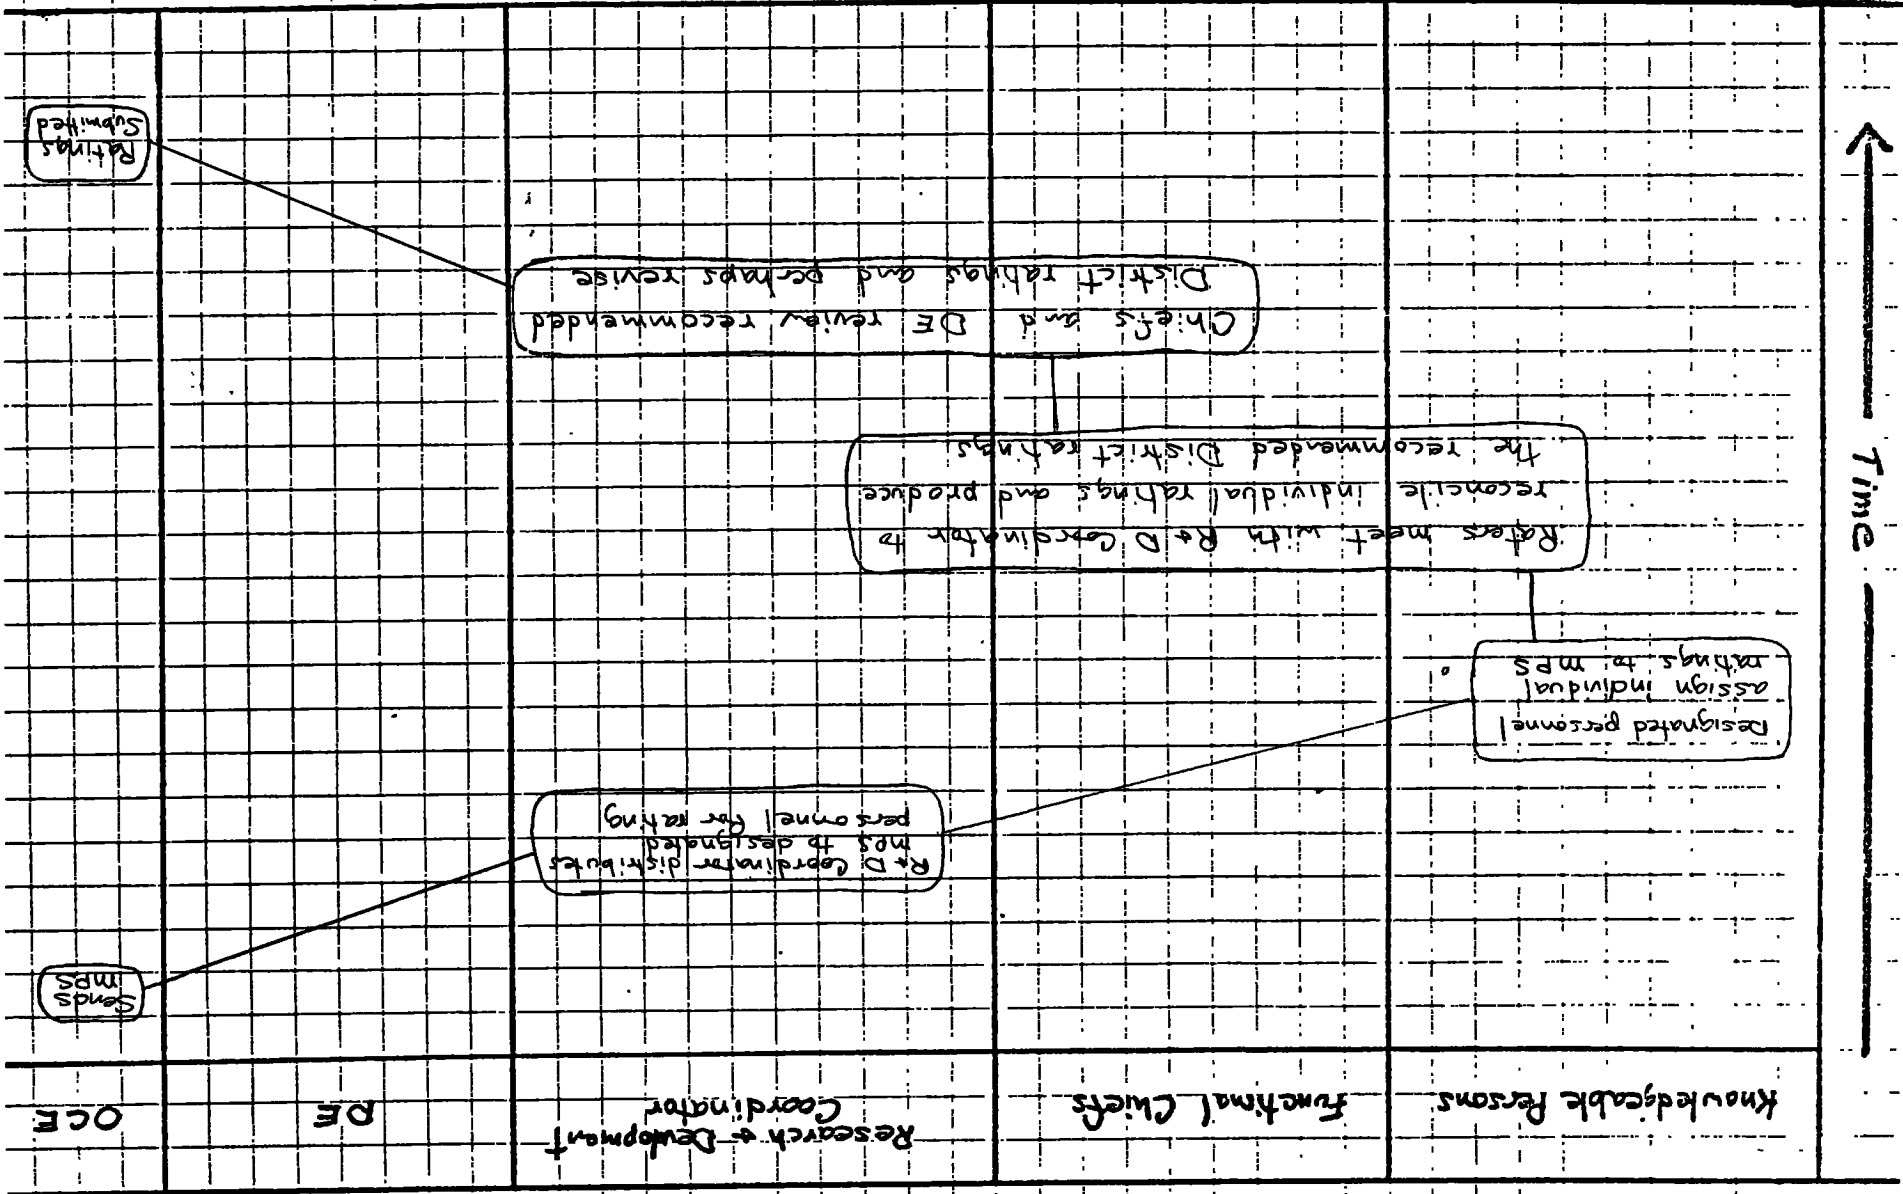 Time
Knowledgeable Persons
Functional Chiefs
Research & Development
Coordinator
DE
OCE
Sends
MPS
R & D Coordinator distributes
MPS to designated
personnel for rating
Designated personnel
assign individual
ratings to MPS
Raters meet with R & D Coordinator to
reconcile individual ratings and produce
the recommended District ratings
Chiefs and DE review recommended
District ratings and perhaps revise
Ratings
Submitted